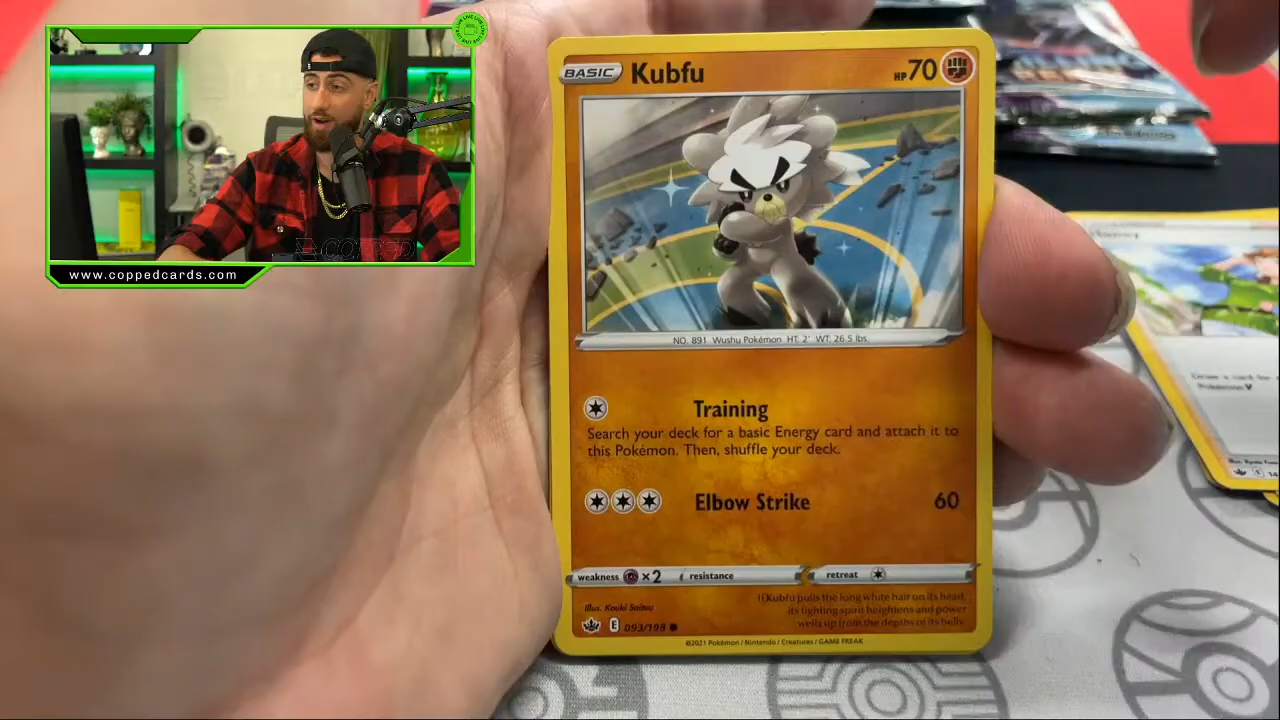 www.coppedcards.com
COPPED
BASIC Kubfu HP 70
NO. 891 Wushu Pokémon HT: 2' WT: 26.5 lbs.
Training
Search your deck for a basic Energy card and attach it to
this Pokémon. Then, shuffle your deck.
Elbow Strike 60
weakness ×2 resistance retreat
If Kubfu pulls the long white hair on its head,
its fighting spirit heightens and power
wells up from the depths of its belly.
Illus. Kouki Saitou
E 093/198
©2021 Pokémon / Nintendo / Creatures / GAME FREAK